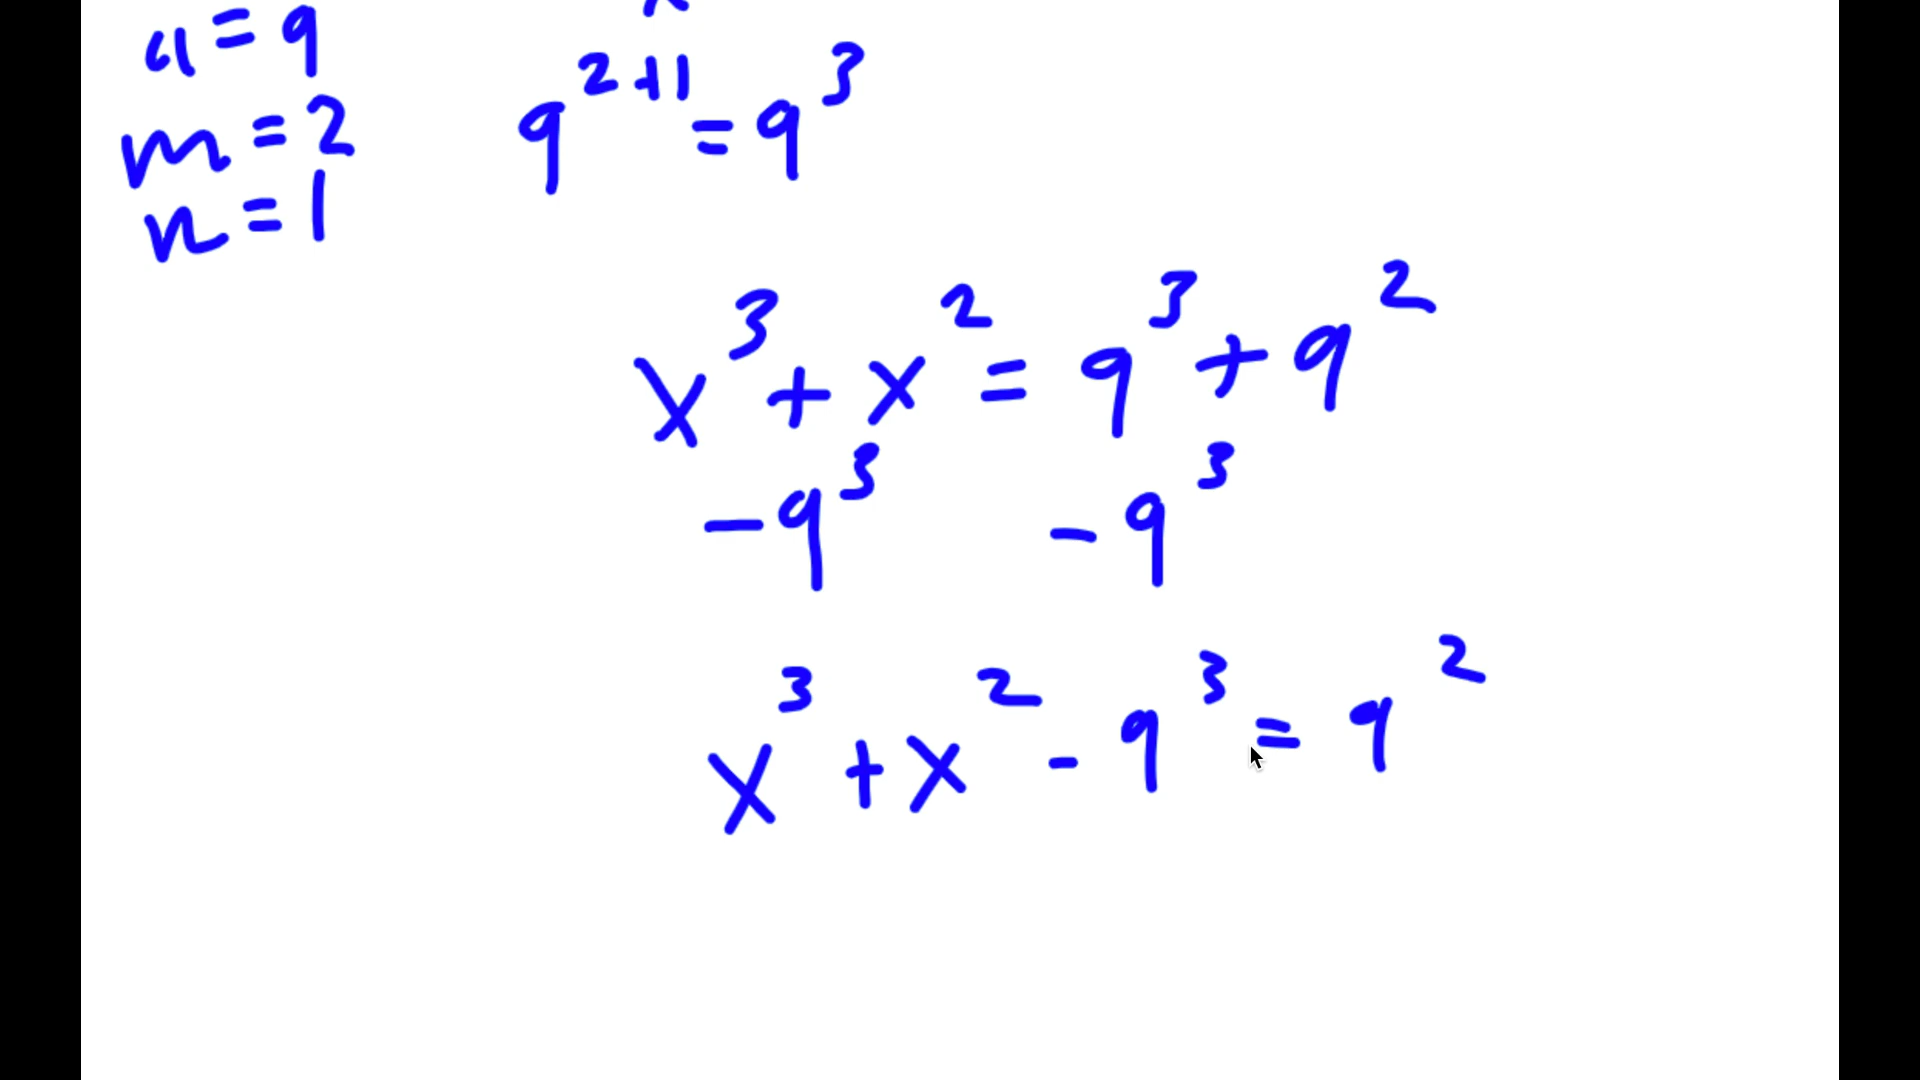 a = 9
m = 2
n = 1
9^{2+1} = 9^3
x^3 + x^2 = 9^3 + 9^2
-9^3 -9^3
x^3 + x^2 - 9^3 = 9^2